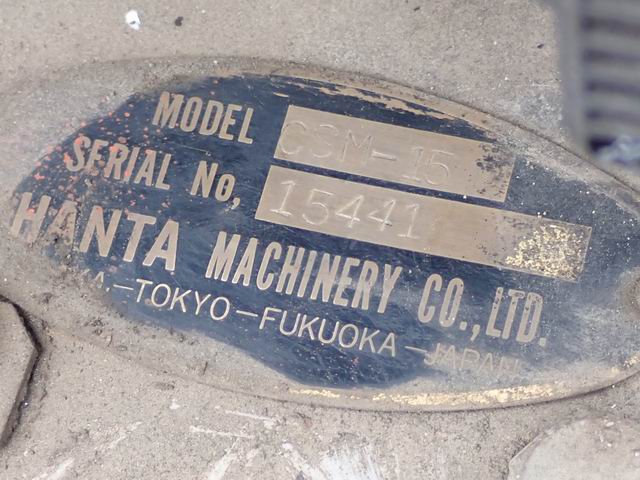 MODEL CSM-15
SERIAL No, 15441
HANTA MACHINERY CO.,LTD.
A.-TOKYO-FUKUOKA-JAPAN